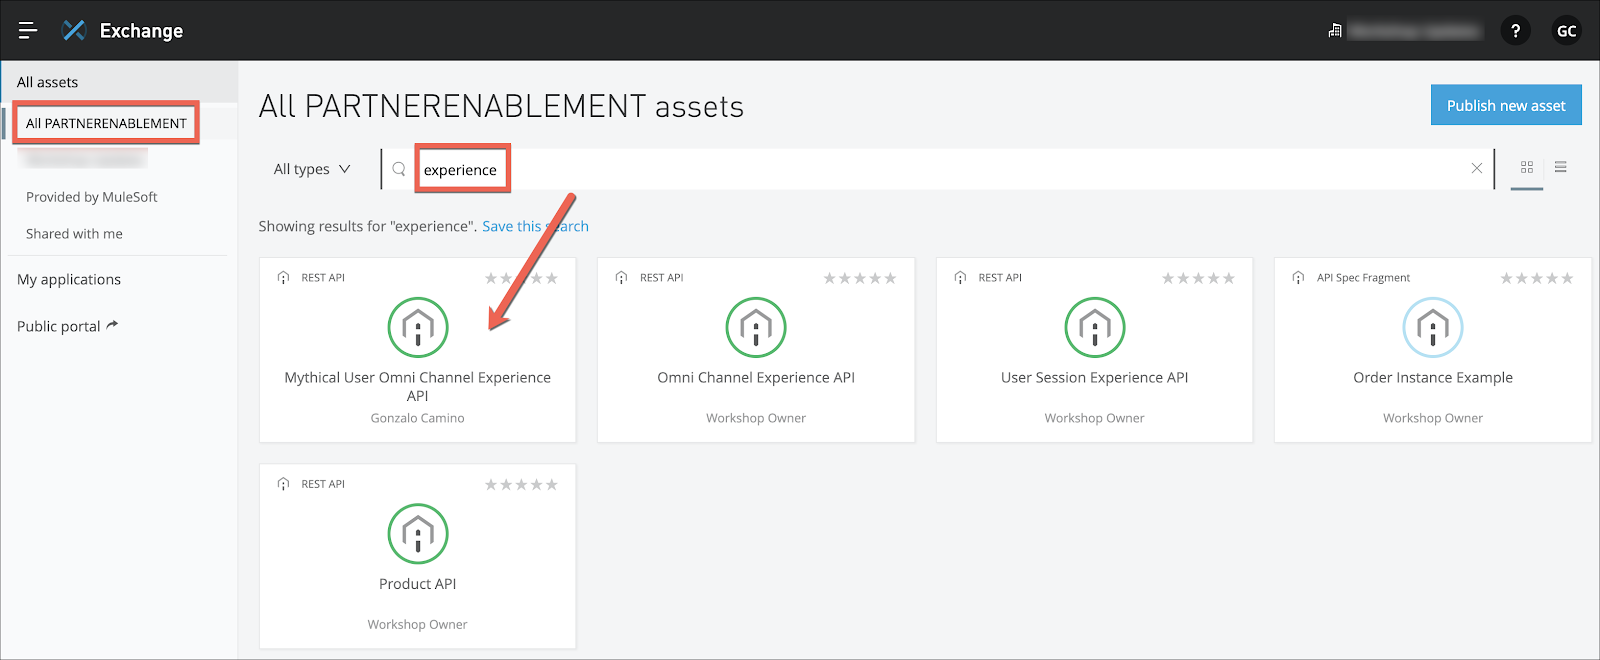 Exchange
?
GC
All assets
All PARTNERENABLEMENT
Provided by MuleSoft
Shared with me
My applications
Public portal
All PARTNERENABLEMENT assets
Publish new asset
All types
experience
Showing results for "experience". Save this search
REST API
Mythical User Omni Channel Experience
API
Gonzalo Camino
REST API
Omni Channel Experience API
Workshop Owner
REST API
User Session Experience API
Workshop Owner
API Spec Fragment
Order Instance Example
Workshop Owner
REST API
Product API
Workshop Owner